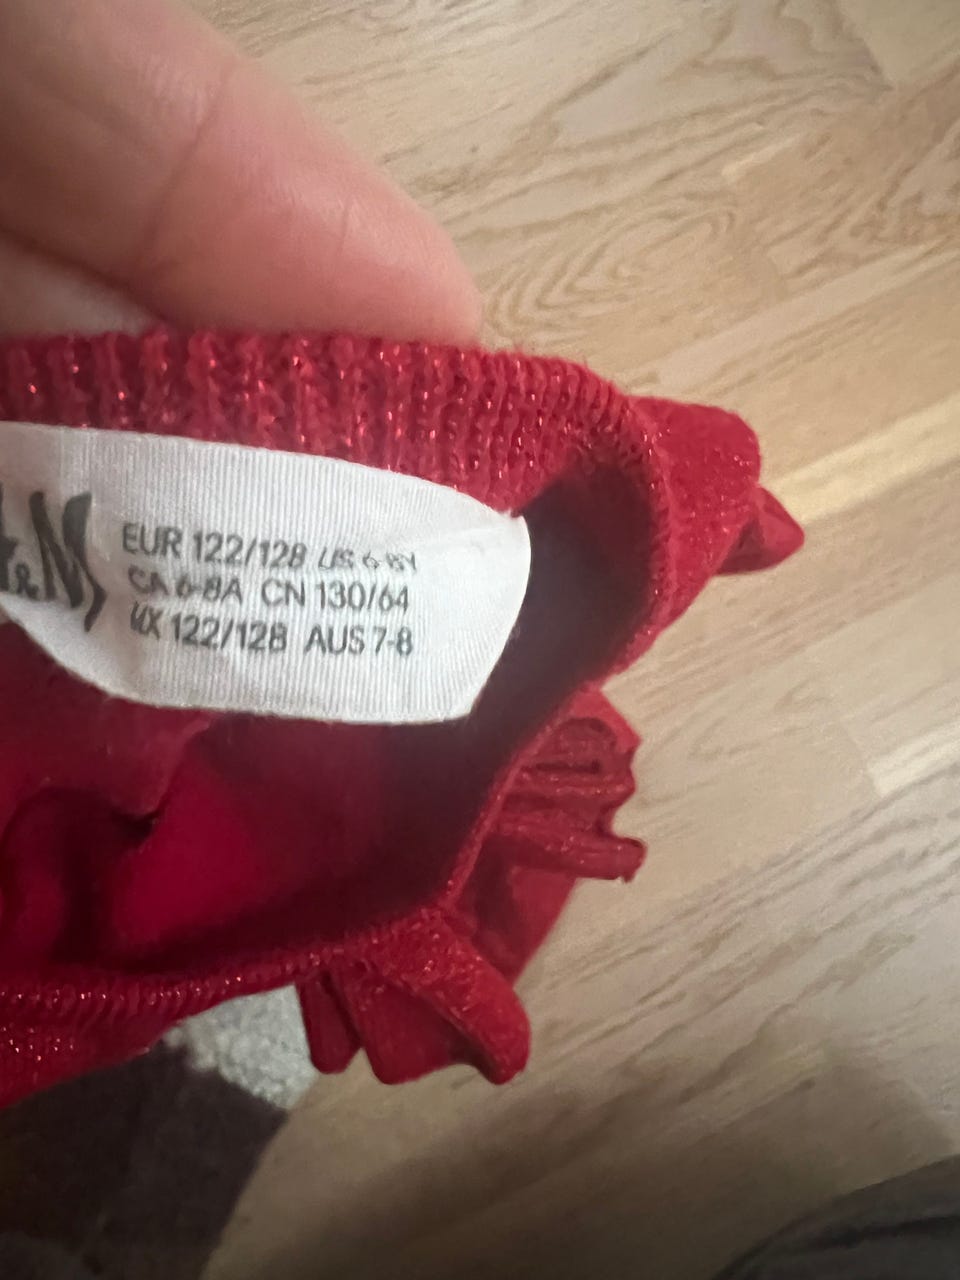 H&M
EUR 122/128 US 6-8Y
CA 6-8A CN 130/64
MX 122/128 AUS 7-8